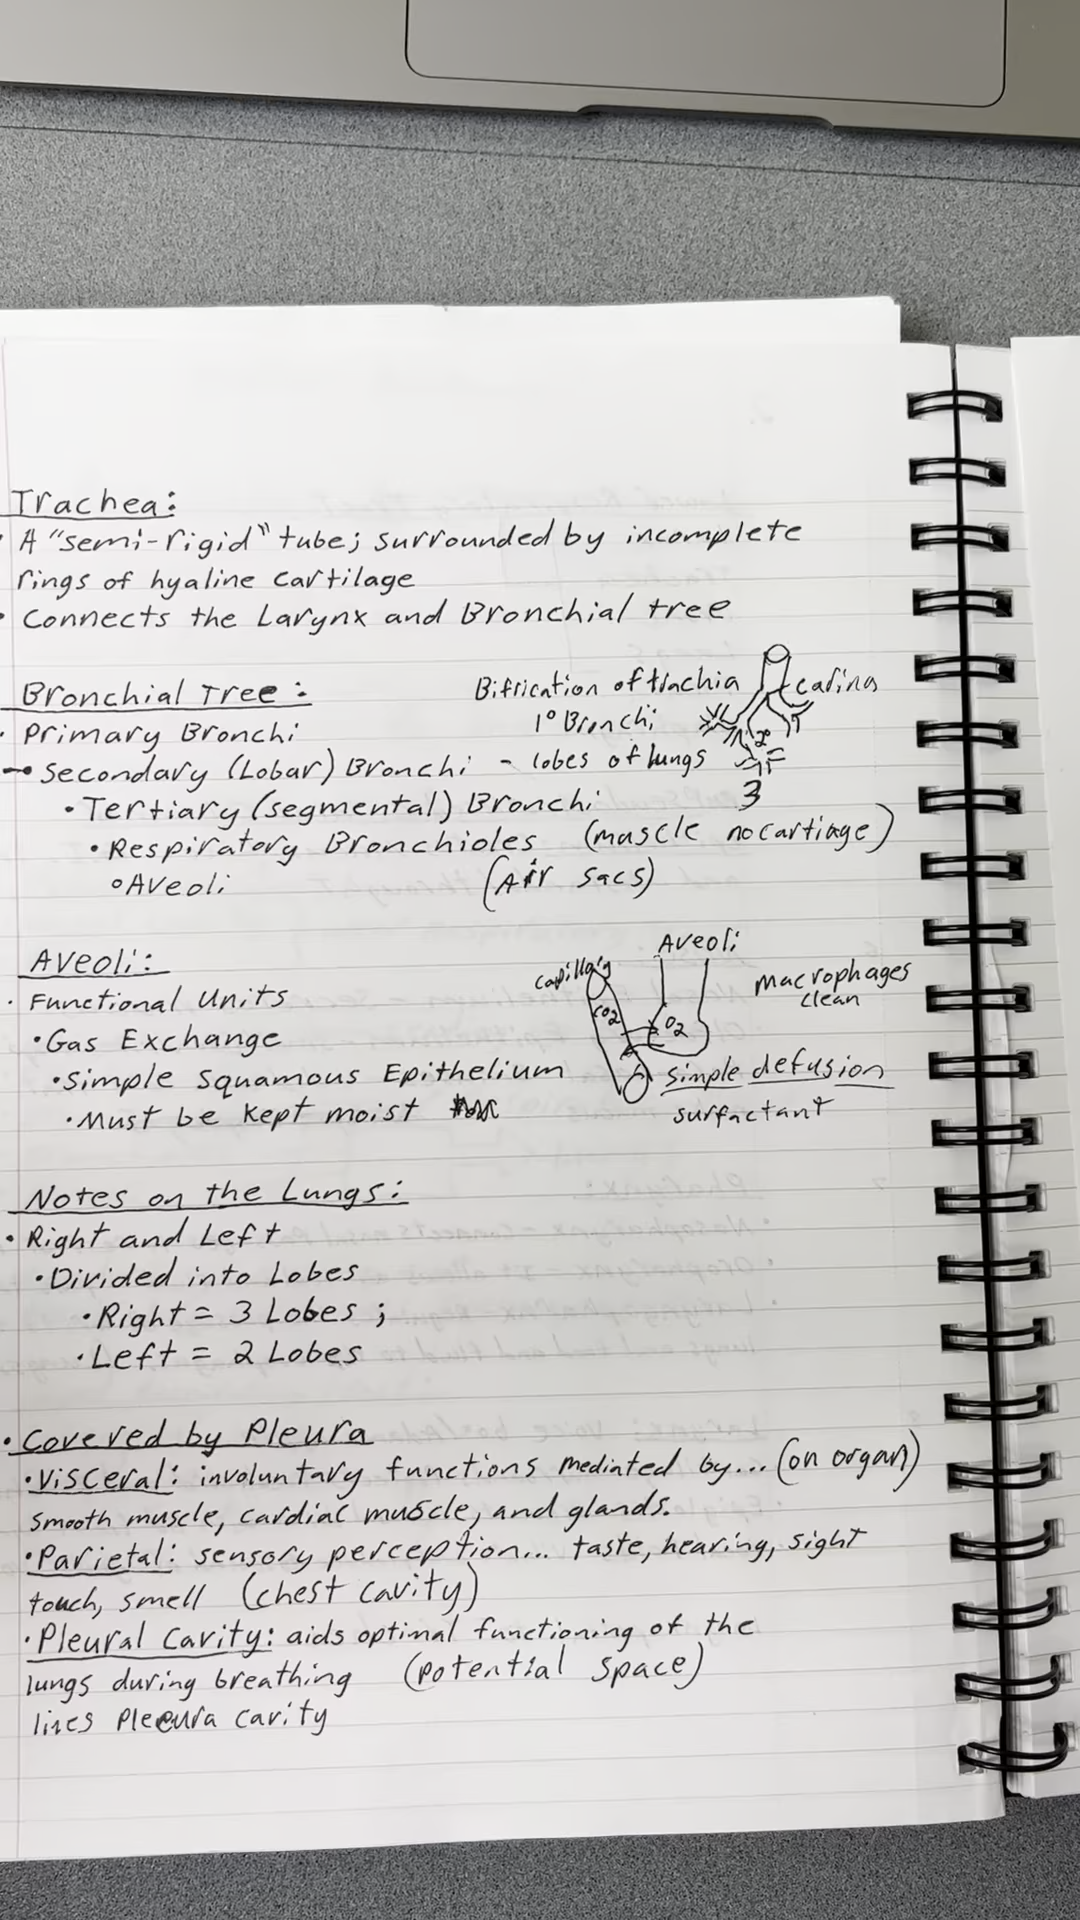 Trachea:
· A "semi-rigid" tube; surrounded by incomplete
rings of hyaline cartilage
· Connects the Larynx and Bronchial tree
Bronchial Tree:
Bifrication of trachia
carina
1° Bronchi
· Primary Bronchi
2°
• Secondary (Lobar) Bronchi - lobes of lungs
3
• Tertiary (segmental) Bronchi
• Respiratory Bronchioles (muscle no cartiage)
° Aveoli (Air sacs)
Aveoli:
Aveoli
capillary
macrophages
clean
· Functional Units
CO2
O2
• Gas Exchange
• Simple Squamous Epithelium
simple defusion
• Must be kept moist
surfactant
Notes on the Lungs:
• Right and Left
• Divided into Lobes
• Right = 3 Lobes ;
• Left = 2 Lobes
• Covered by Pleura
• Visceral: involuntary functions mediated by... (on organ)
smooth muscle, cardiac muscle, and glands.
• Parietal: sensory perception... taste, hearing, sight
touch, smell (chest cavity)
• Pleural Cavity: aids optimal functioning of the
lungs during breathing (potential space)
lines Pleura cavity